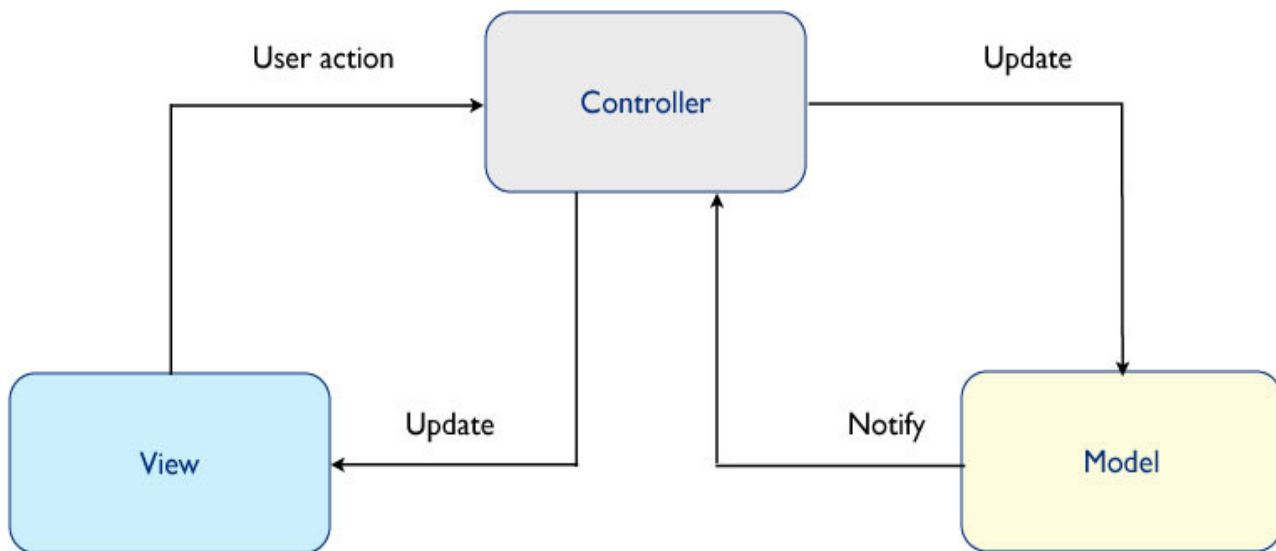 User action
Controller
Update
View
Update
Notify
Model